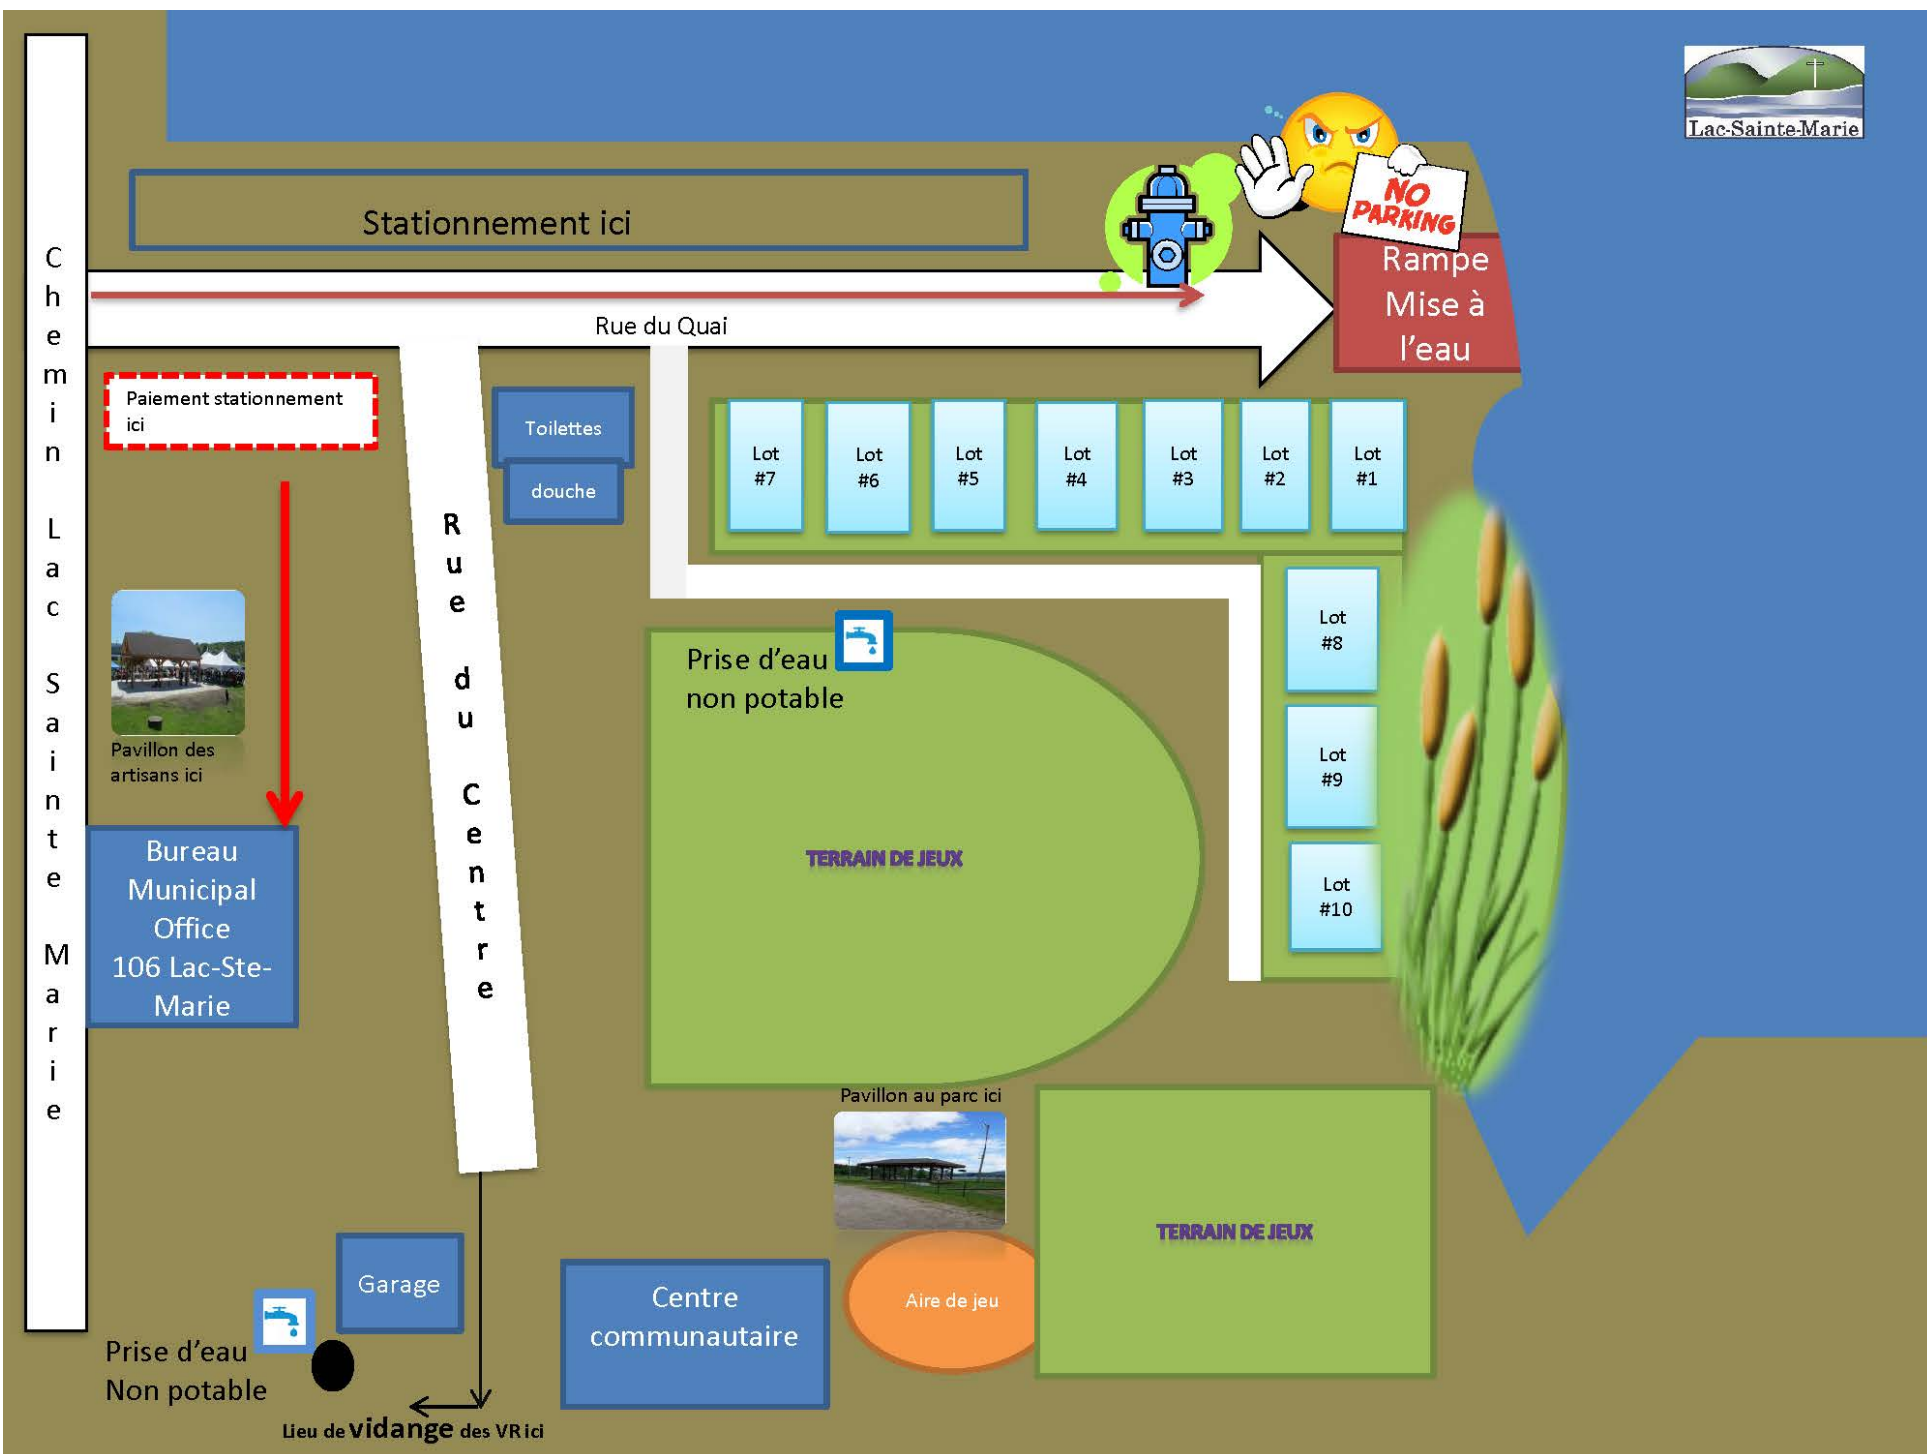 Lac-Sainte-Marie
NO
PARKING
Stationnement ici
Rampe
Mise à
l'eau
Rue du Quai
Chemin Lac Sainte Marie
Paiement stationnement
ici
Toilettes
douche
Rue du Centre
Lot
#7
Lot
#6
Lot
#5
Lot
#4
Lot
#3
Lot
#2
Lot
#1
Lot
#8
Lot
#9
Lot
#10
Prise d'eau
non potable
Pavillon des
artisans ici
TERRAIN DE JEUX
Bureau
Municipal
Office
106 Lac-Ste-
Marie
Pavillon au parc ici
TERRAIN DE JEUX
Garage
Centre
communautaire
Aire de jeu
Prise d'eau
Non potable
Lieu de vidange des VR ici